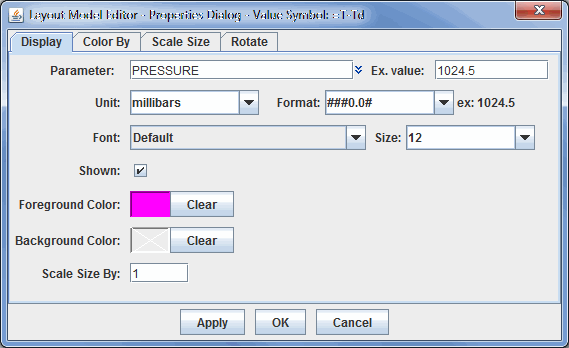 Layout Model Editor - Properties Dialog - Value Symbol:
Display Color By Scale Size Rotate
Parameter: PRESSURE Ex. value: 1024.5
Unit: millibars Format: ###0.0# ex: 1024.5
Font: Default Size: 12
Shown:
Foreground Color: Clear
Background Color: Clear
Scale Size By: 1
Apply OK Cancel